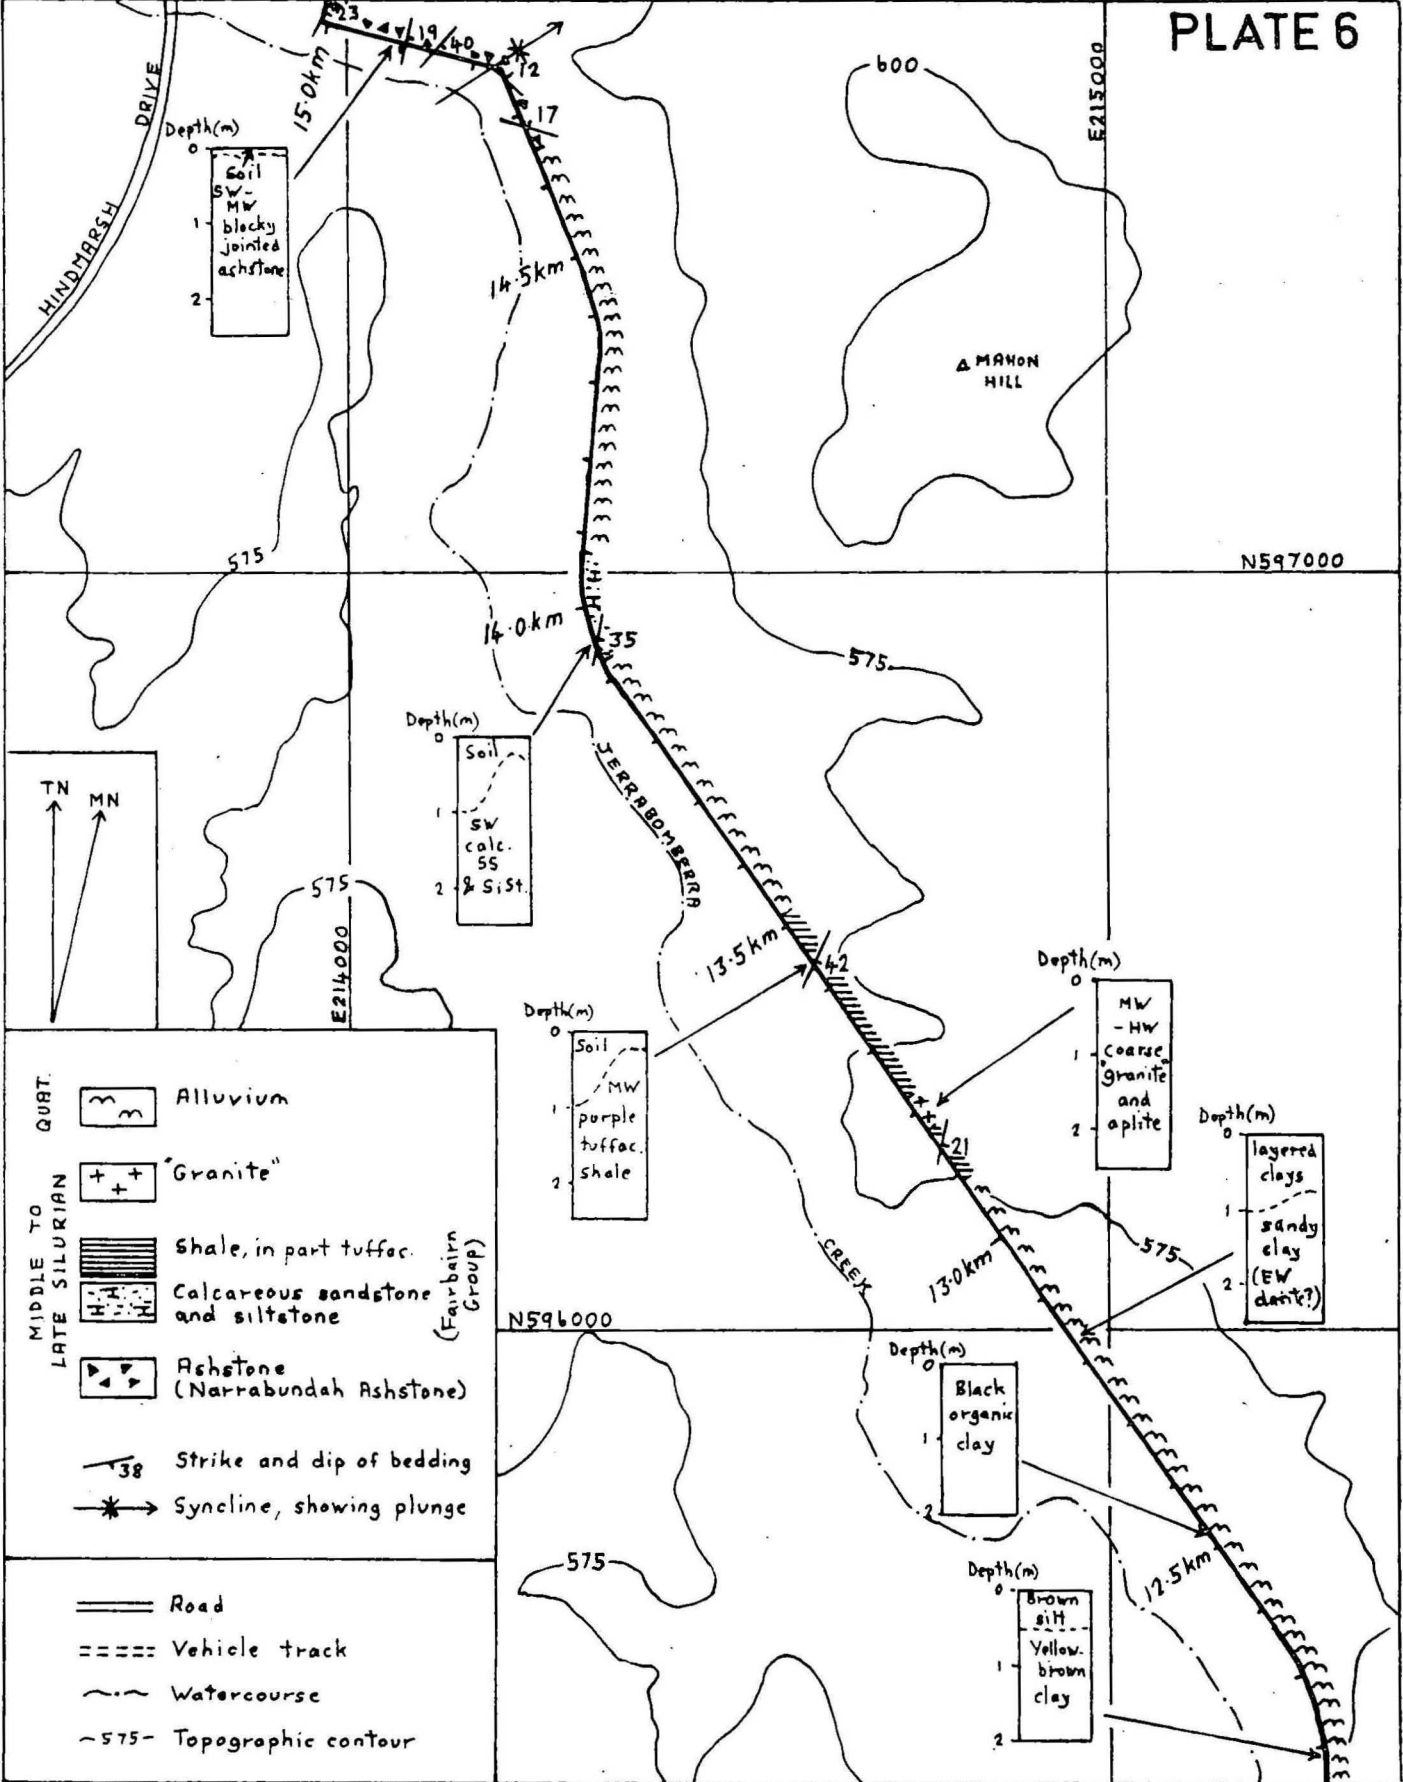 PLATE 6
23
19
40
12
17
15.0km
HINDMARSH DRIVE
Depth(m)
0
Soil
SW-
MW
blocky
jointed
ashstone
1
2
600
E215000
14.5km
MAHON
HILL
575
N597000
14.0km
35
575
Depth(m)
0
Soil
1
SW
calc.
SS
2
& Sist.
JERRABOMBERRA
TN
MN
575
E214000
13.5km
42
Depth(m)
0
MW
- HW
coarse
1
"granite"
and
2
aplite
Depth(m)
0
Soil
MW
1
purple
tuffac.
shale
2
21
Depth(m)
0
layered
clays
1
sandy
clay
2
(EW
dacite?)
575
CREEK
13.0km
N596000
Depth(m)
0
Black
organic
1
clay
2
12.5km
575
Depth(m)
0
Brown
silt
Yellow-
1
brown
clay
2
QUAT.
Alluvium
MIDDLE TO
LATE SILURIAN
"Granite"
Shale, in part tuffac.
Calcareous sandstone
and siltstone
(Fairbairn
Group)
Ashstone
(Narrabundah Ashstone)
38
Strike and dip of bedding
Syncline, showing plunge
Road
Vehicle track
Watercourse
575
Topographic contour